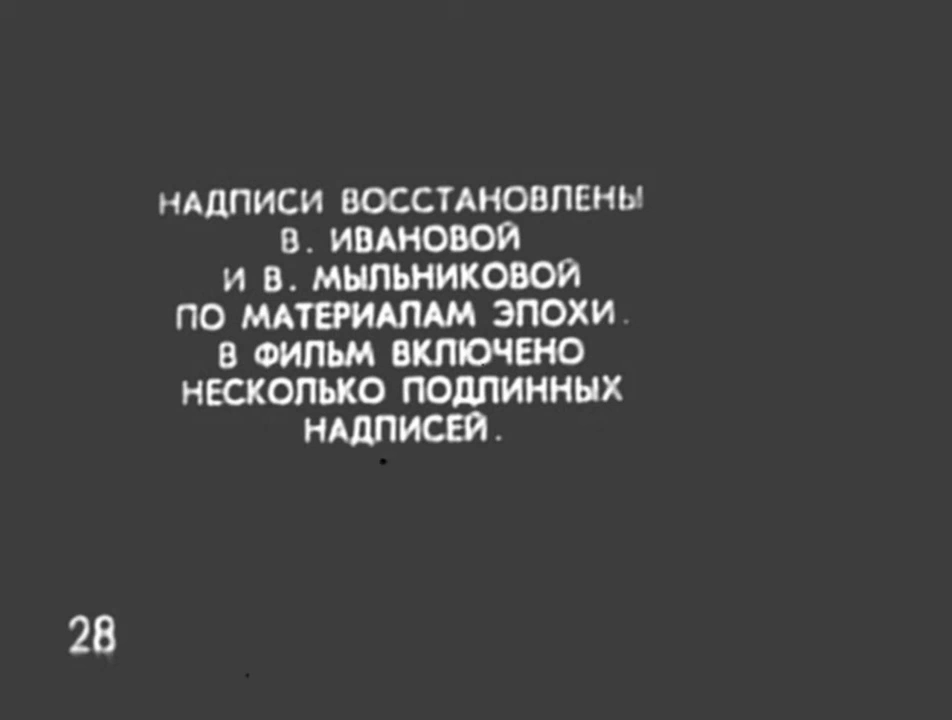 НАДПИСИ ВОССТАНОВЛЕНЫ
В. ИВАНОВОЙ
И В. МЫЛЬНИКОВОЙ
ПО МАТЕРИАЛАМ ЭПОХИ.
В ФИЛЬМ ВКЛЮЧЕНО
НЕСКОЛЬКО ПОДЛИННЫХ
НАДПИСЕЙ.
28